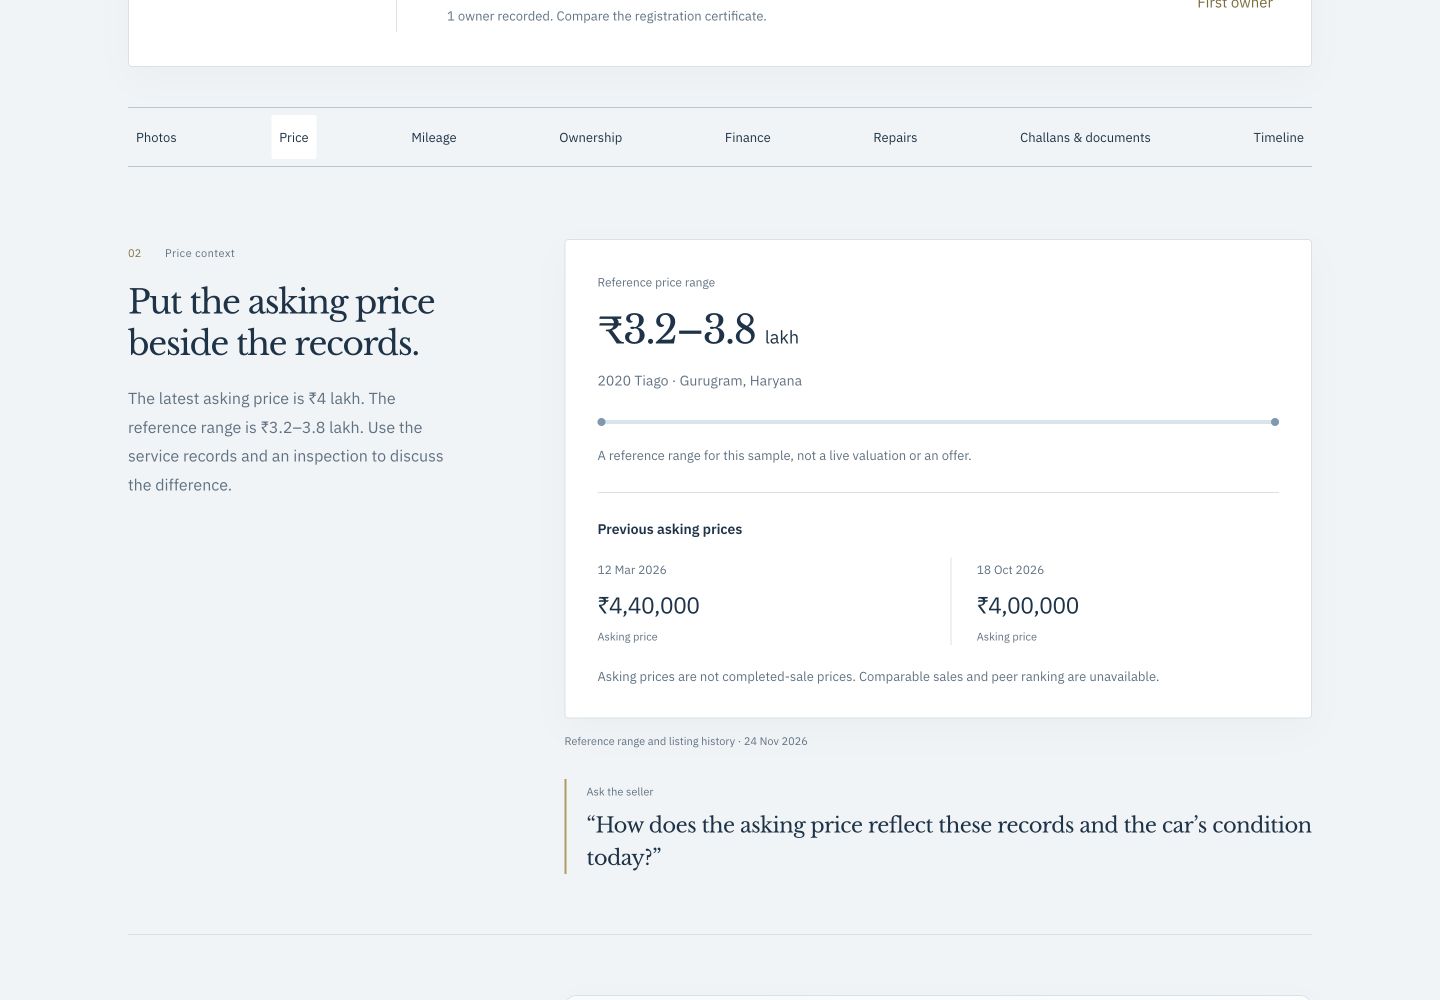 1 owner recorded. Compare the registration certificate.
First owner
Photos
Price
Mileage
Ownership
Finance
Repairs
Challans & documents
Timeline
02 Price context
Put the asking price
beside the records.
The latest asking price is ₹4 lakh. The
reference range is ₹3.2–3.8 lakh. Use the
service records and an inspection to discuss
the difference.
Reference price range
₹3.2–3.8 lakh
2020 Tiago · Gurugram, Haryana
A reference range for this sample, not a live valuation or an offer.
Previous asking prices
12 Mar 2026
₹4,40,000
Asking price
18 Oct 2026
₹4,00,000
Asking price
Asking prices are not completed-sale prices. Comparable sales and peer ranking are unavailable.
Reference range and listing history · 24 Nov 2026
Ask the seller
“How does the asking price reflect these records and the car’s condition
today?”